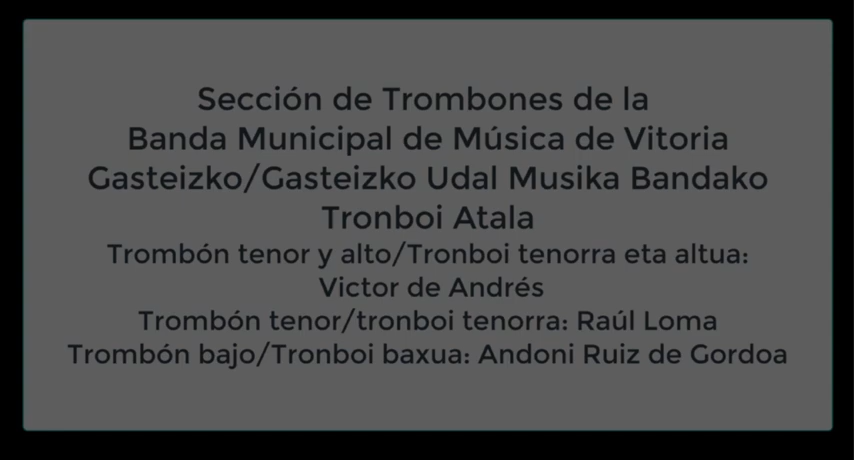 Sección de Trombones de la
Banda Municipal de Música de Vitoria
Gasteizko/Gasteizko Udal Musika Bandako
Tronboi Atala
Trombón tenor y alto/Tronboi tenorra eta altua:
Victor de Andrés
Trombón tenor/tronboi tenorra: Raúl Loma
Trombón bajo/Tronboi baxua: Andoni Ruiz de Gordoa